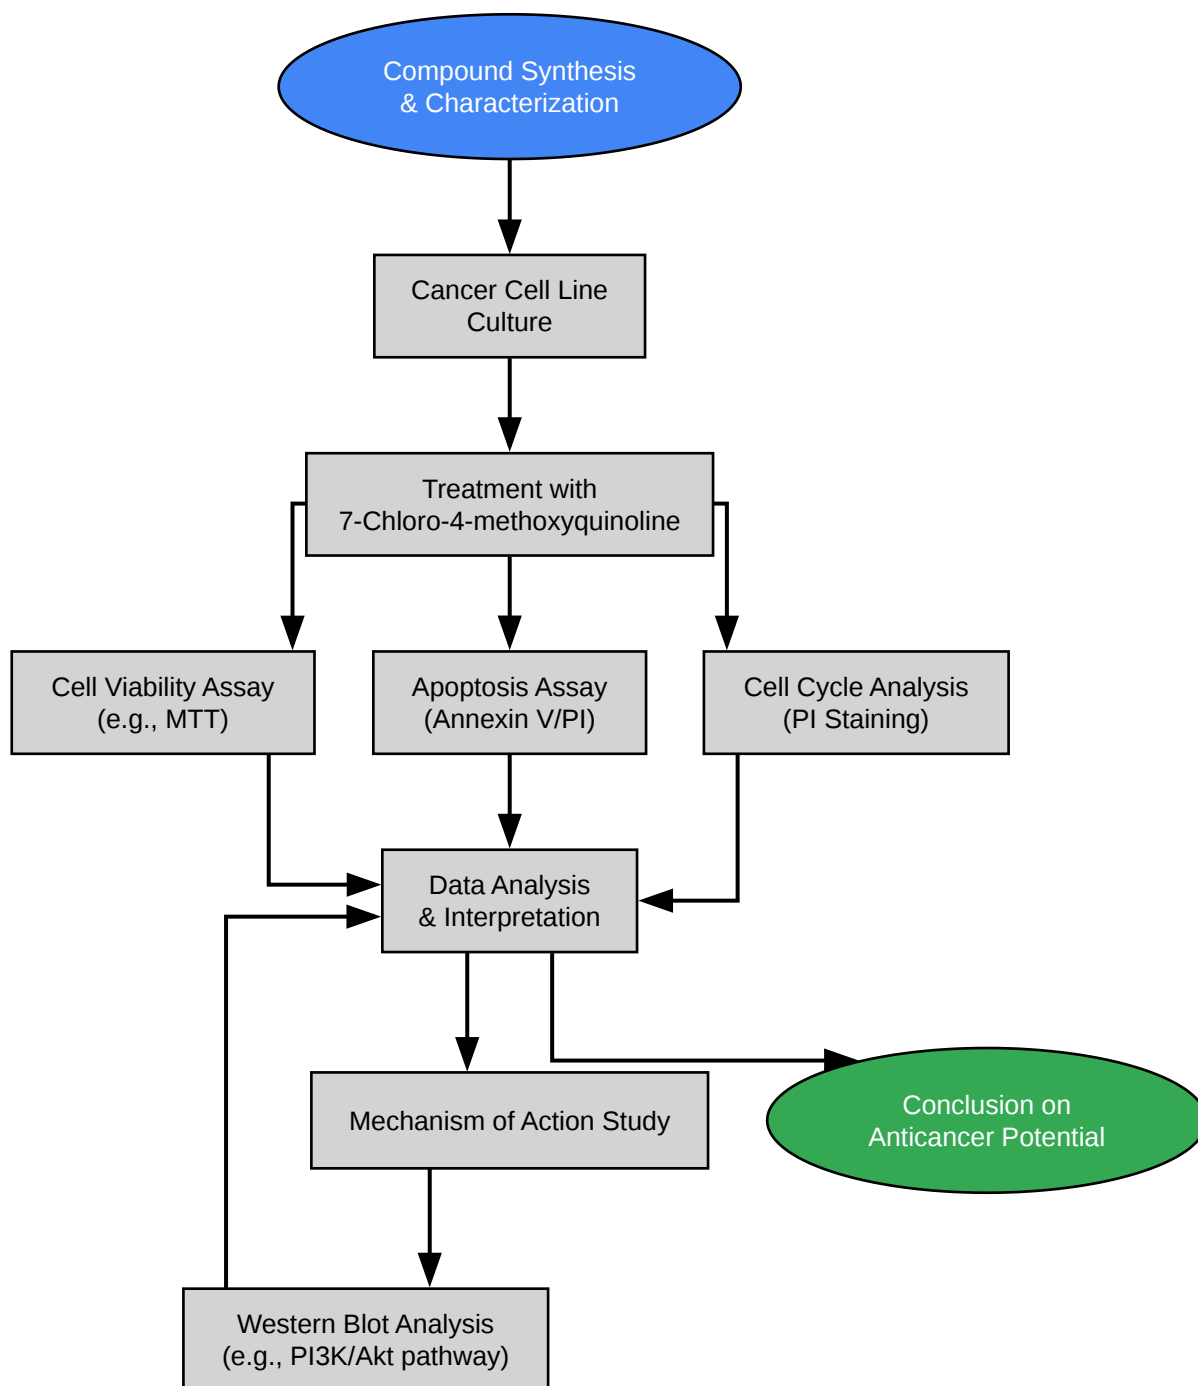 Compound Synthesis
& Characterization
Cancer Cell Line
Culture
Treatment with
7-Chloro-4-methoxyquinoline
Cell Viability Assay
(e.g., MTT)
Apoptosis Assay
(Annexin V/PI)
Cell Cycle Analysis
(PI Staining)
Data Analysis
& Interpretation
Mechanism of Action Study
Conclusion on
Anticancer Potential
Western Blot Analysis
(e.g., PI3K/Akt pathway)